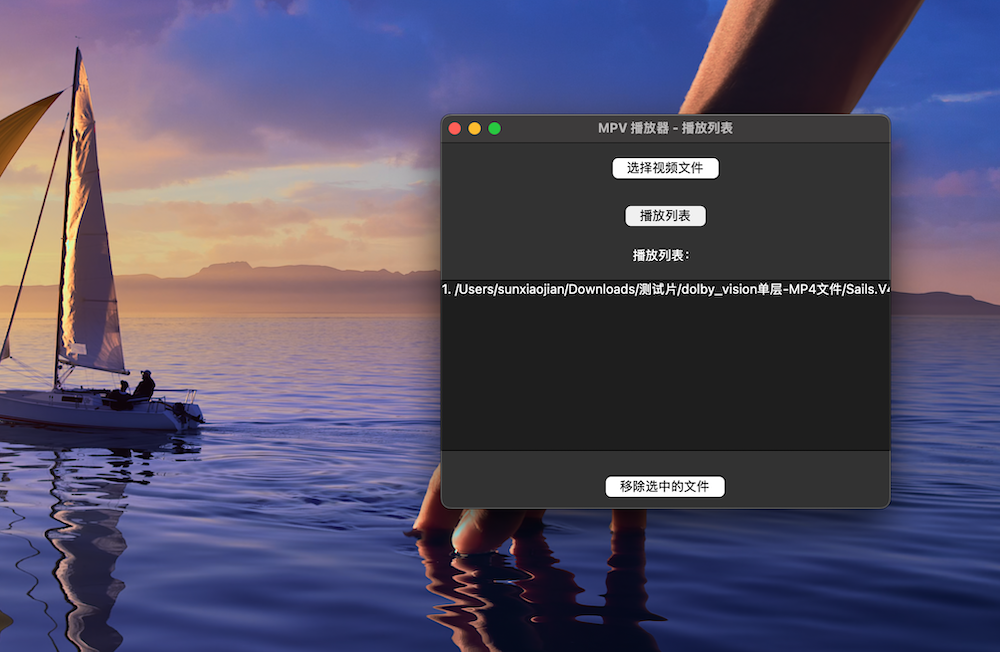 MPV 播放器 - 播放列表
选择视频文件
播放列表
播放列表：
1. /Users/sunxiaojian/Downloads/测试片/dolby_vision单层-MP4文件/Sails.V4
移除选中的文件